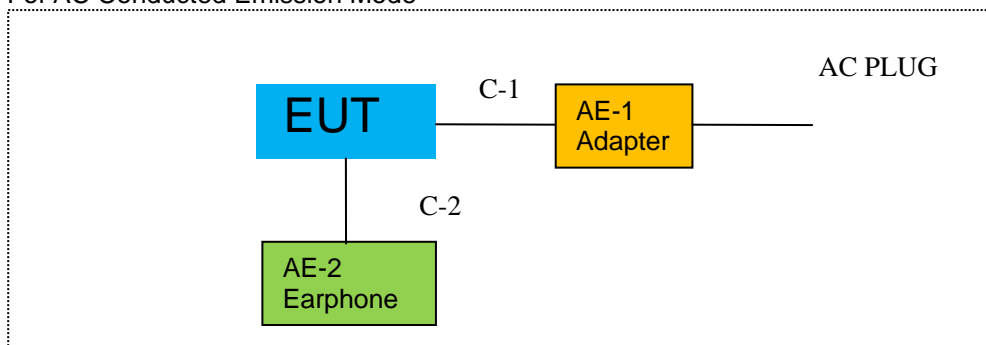 For AC Conducted Emission Mode
AC PLUG
C-1
EUT
AE-1
Adapter
C-2
AE-2
Earphone